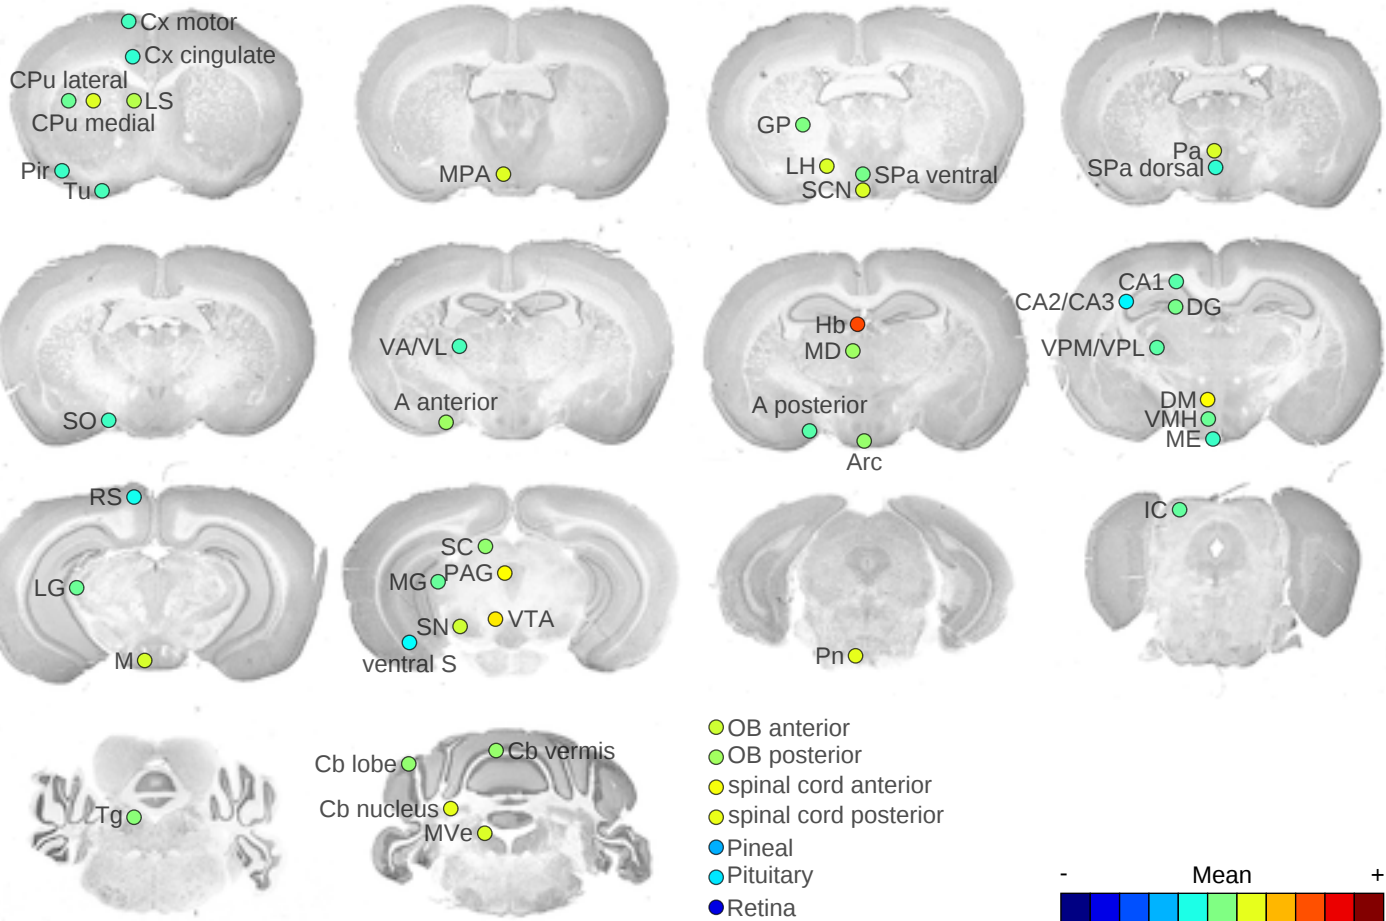 Cx motor
Cx cingulate
CPu lateral
LS
CPu medial
Pir
Tu
MPA
GP
LH
SPa ventral
SCN
Pa
SPa dorsal
SO
VA/VL
A anterior
Hb
MD
A posterior
Arc
CA1
CA2/CA3
DG
VPM/VPL
DM
VMH
ME
RS
LG
M
SC
MG
PAG
SN
VTA
ventral S
Pn
IC
Tg
Cb lobe
Cb vermis
Cb nucleus
MVe
OB anterior
OB posterior
spinal cord anterior
spinal cord posterior
Pineal
Pituitary
Retina
- Mean +